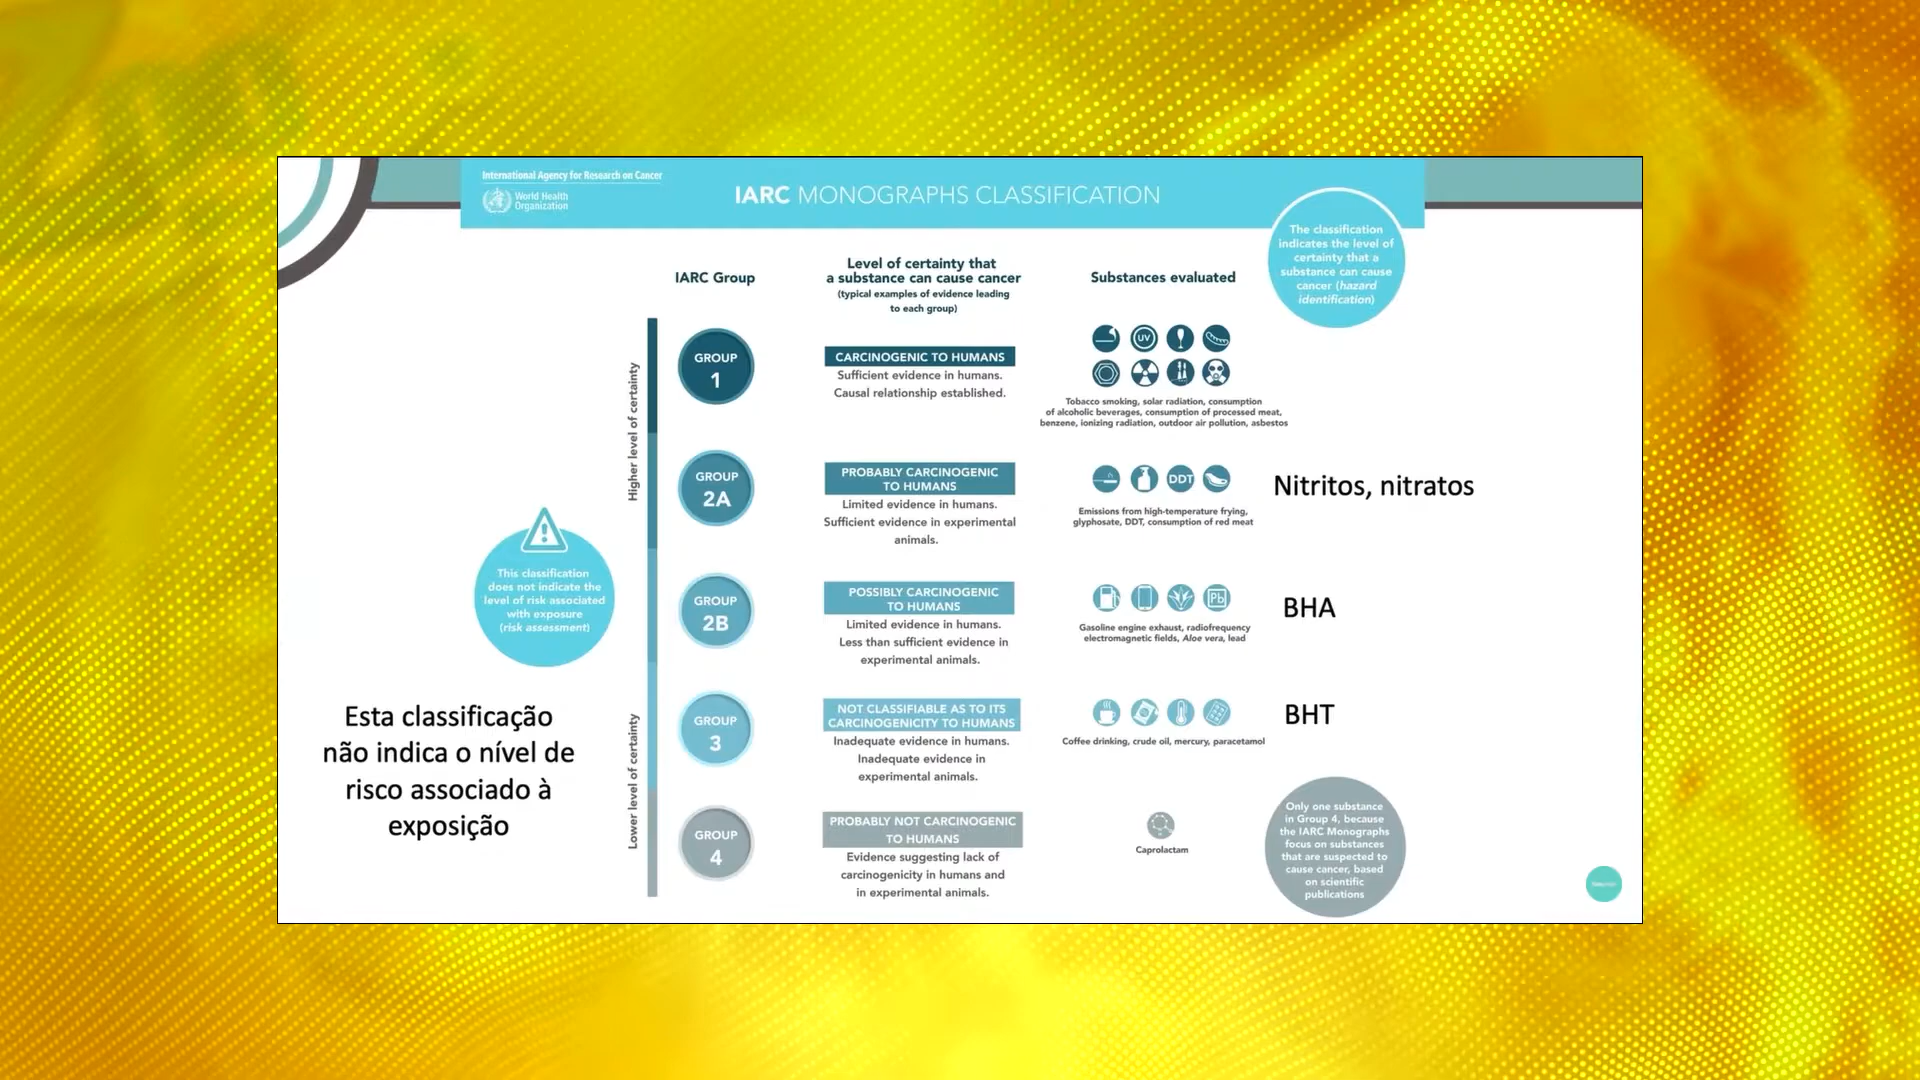 International Agency for Research on Cancer
World Health
Organization
IARC MONOGRAPHS CLASSIFICATION
The classification
indicates the level of
certainty that a
substance can cause
cancer (hazard
identification)
IARC Group
Level of certainty that
a substance can cause cancer
(typical examples of evidence leading
to each group)
Substances evaluated
Higher level of certainty
GROUP
1
CARCINOGENIC TO HUMANS
Sufficient evidence in humans.
Causal relationship established.
UV
Tobacco smoking, solar radiation, consumption
of alcoholic beverages, consumption of processed meat,
benzene, ionizing radiation, outdoor air pollution, asbestos
GROUP
2A
PROBABLY CARCINOGENIC
TO HUMANS
Limited evidence in humans.
Sufficient evidence in experimental
animals.
DDT
Emissions from high-temperature frying,
glyphosate, DDT, consumption of red meat
Nitritos, nitratos
This classification
does not indicate the
level of risk associated
with exposure
(risk assessment)
GROUP
2B
POSSIBLY CARCINOGENIC
TO HUMANS
Limited evidence in humans.
Less than sufficient evidence in
experimental animals.
Pb
Gasoline engine exhaust, radiofrequency
electromagnetic fields, Aloe vera, lead
BHA
Esta classificação
não indica o nível de
risco associado à
exposição
Lower level of certainty
GROUP
3
NOT CLASSIFIABLE AS TO ITS
CARCINOGENICITY TO HUMANS
Inadequate evidence in humans.
Inadequate evidence in
experimental animals.
Coffee drinking, crude oil, mercury, paracetamol
BHT
GROUP
4
PROBABLY NOT CARCINOGENIC
TO HUMANS
Evidence suggesting lack of
carcinogenicity in humans and
in experimental animals.
Caprolactam
Only one substance
in Group 4, because
the IARC Monographs
focus on substances
that are suspected to
cause cancer, based
on scientific
publications